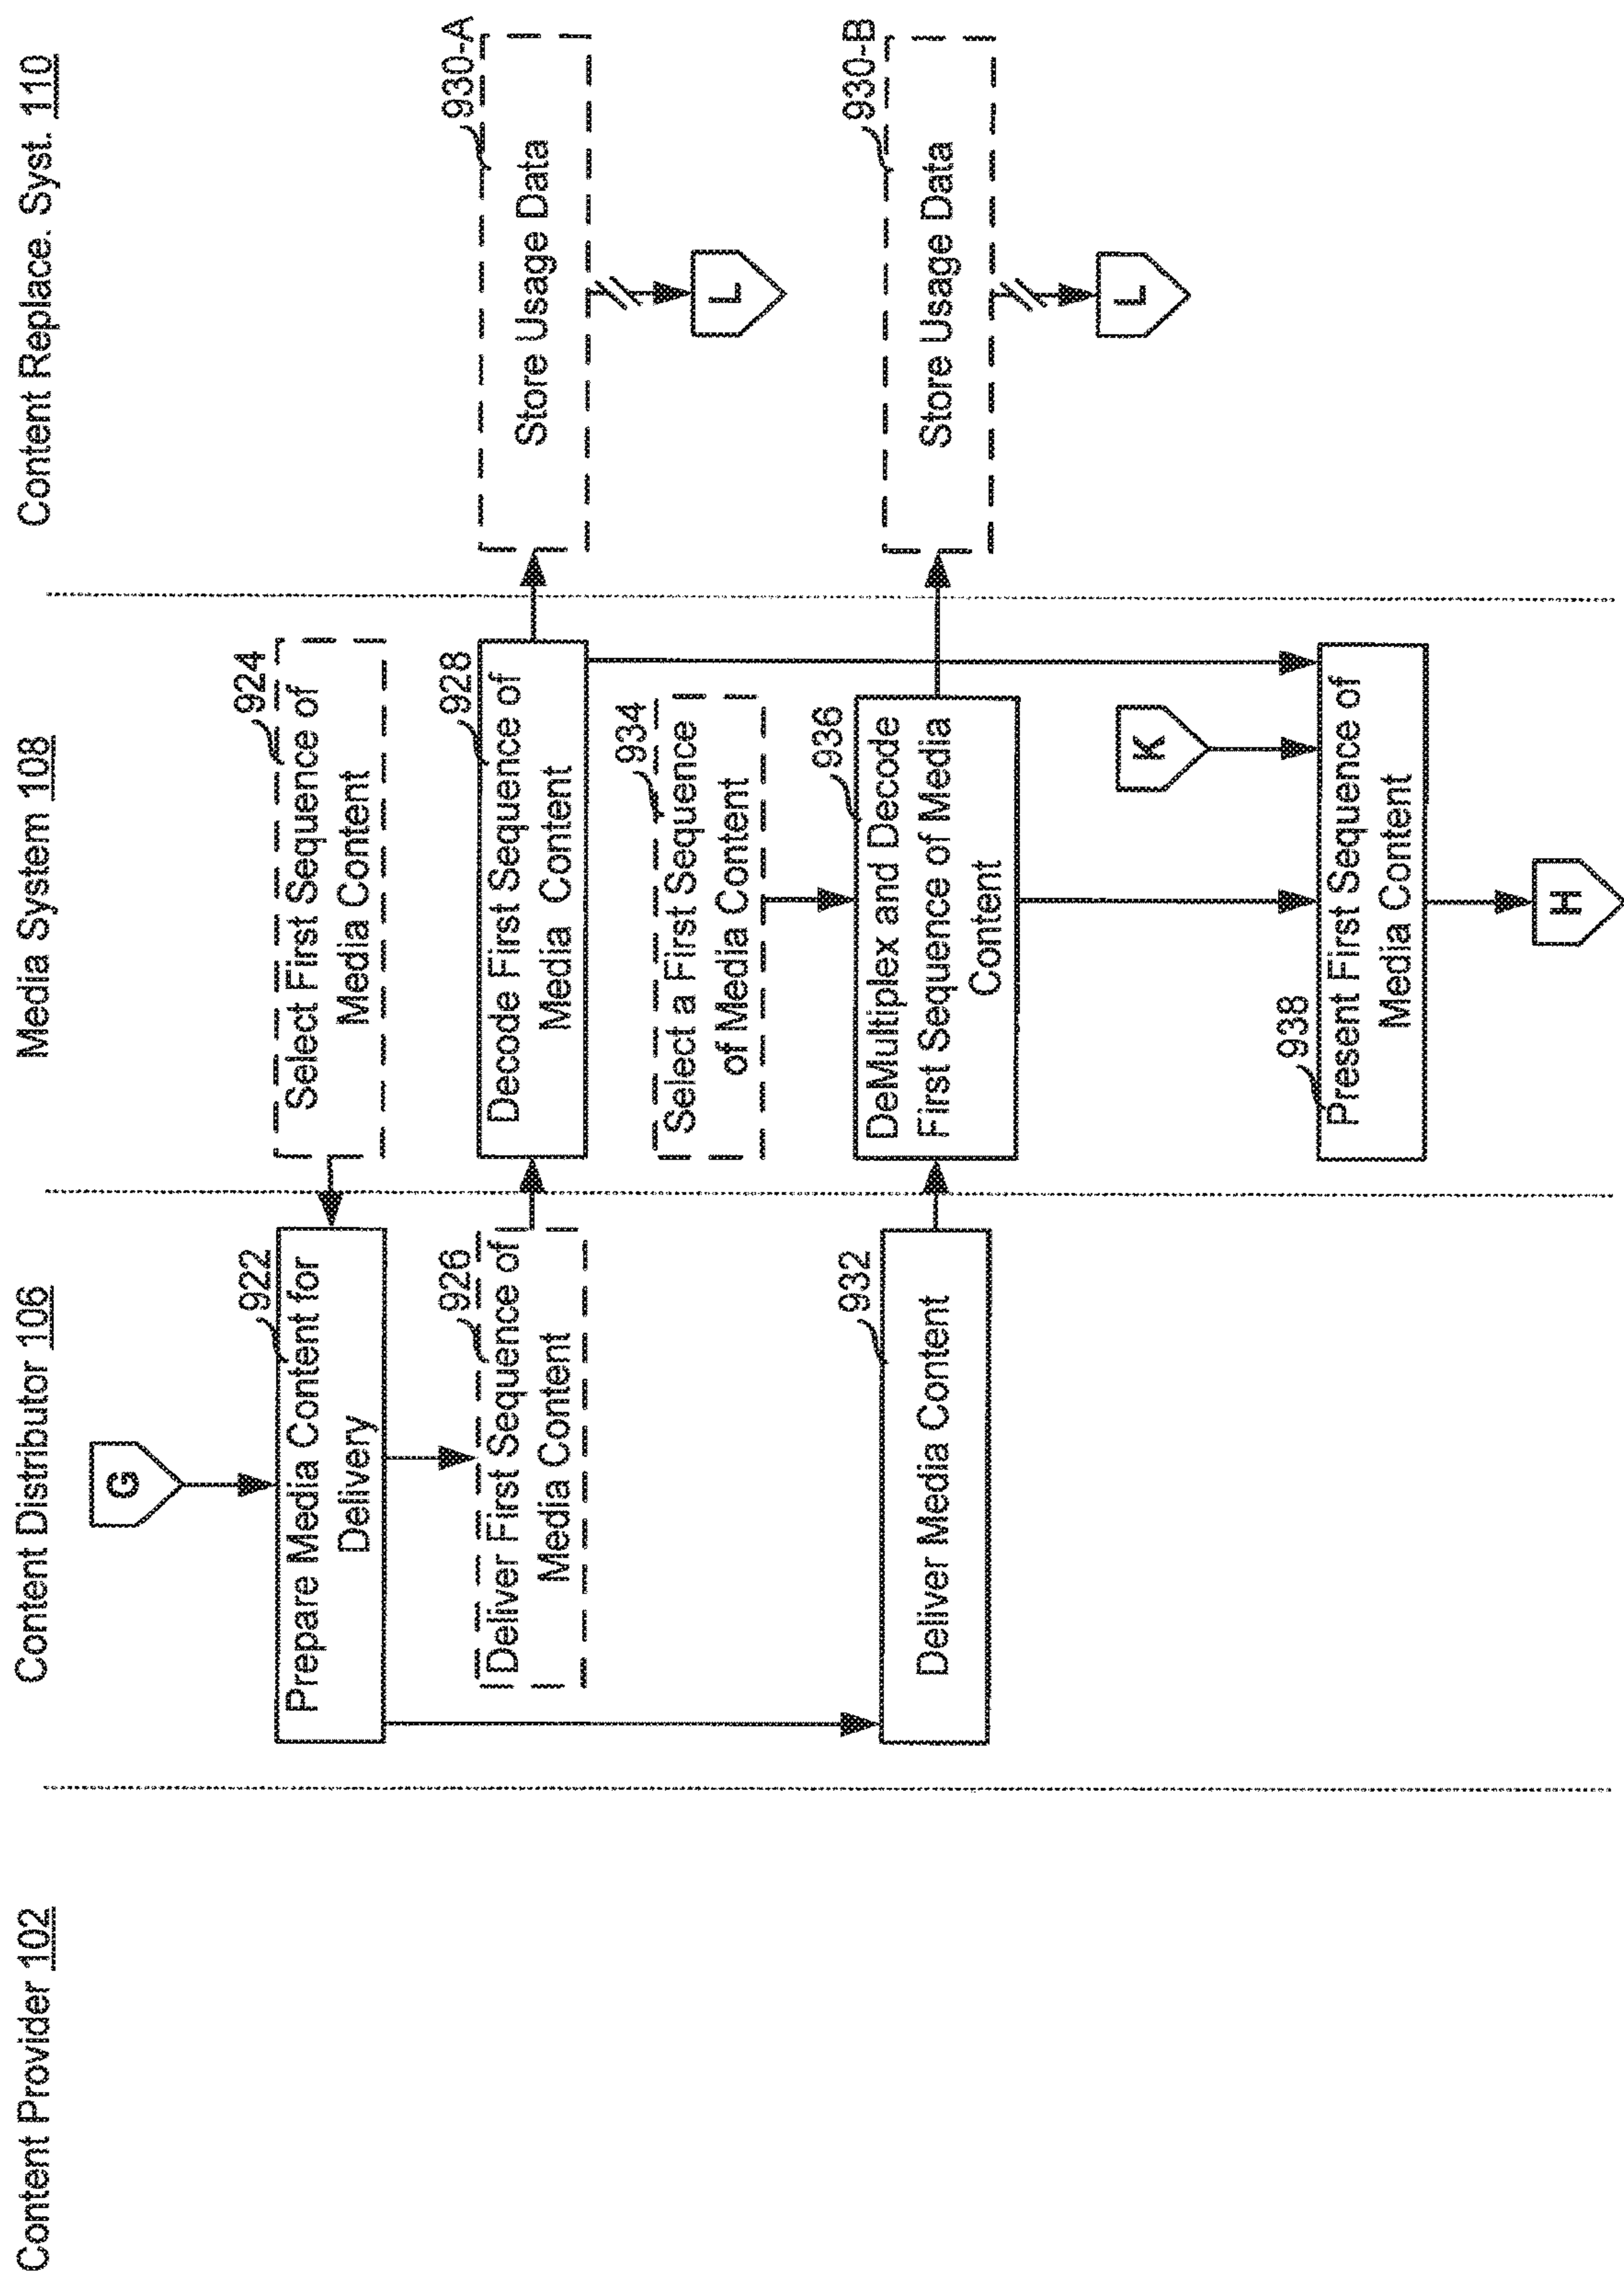 Content Provider 102
Content Distributor 106
Media System 108
Content Replace. Syst. 110
G
922
Prepare Media Content for
Delivery
924
Select First Sequence of
Media Content
926
Deliver First Sequence of
Media Content
928
Decode First Sequence of
Media Content
930-A
Store Usage Data
L
934
Select a First Sequence
of Media Content
932
Deliver Media Content
936
DeMultiplex and Decode
First Sequence of Media
Content
930-B
Store Usage Data
L
K
938
Present First Sequence of
Media Content
H